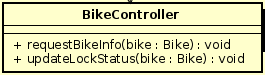 BikeController
+ requestBikeInfo(bike : Bike) : void
+ updateLockStatus(bike : Bike) : void